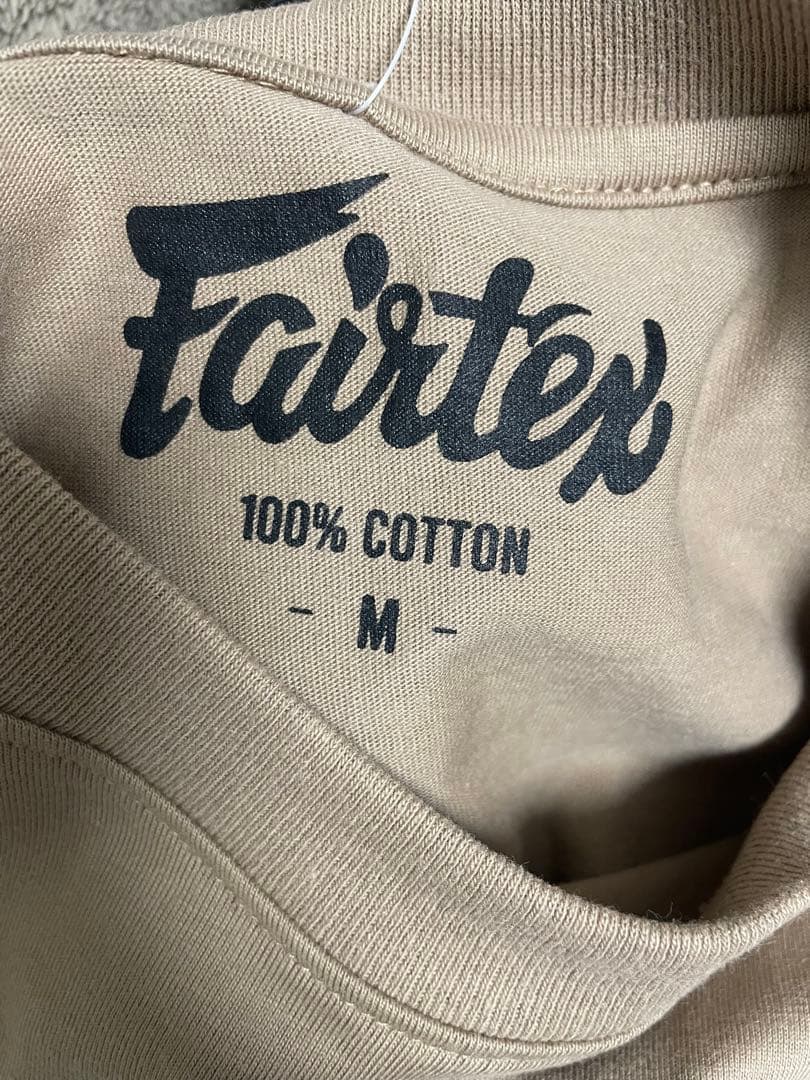 Fairtex
100% COTTON
- M -